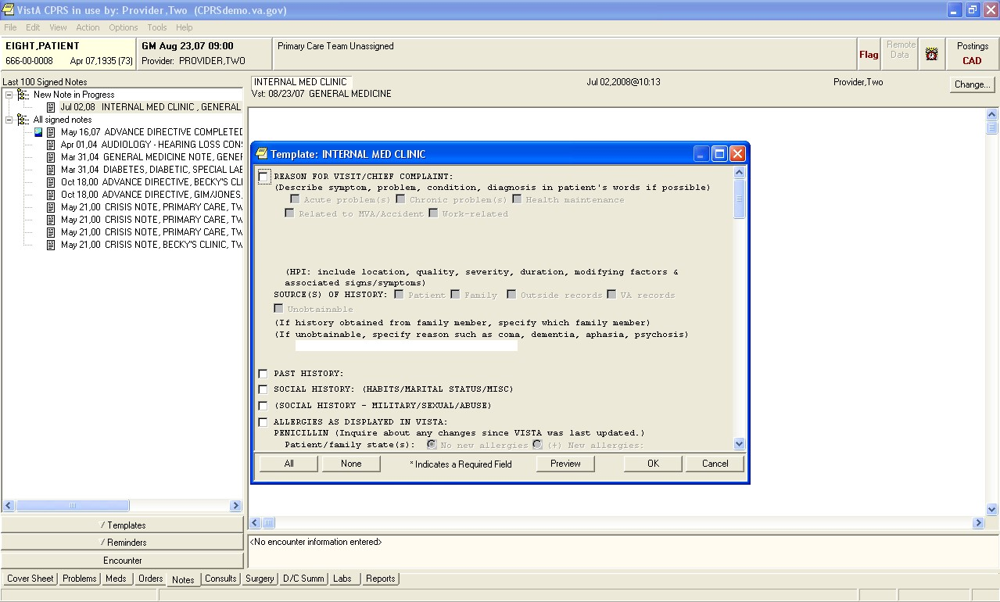 VistA CPRS in use by: Provider,Two (CPRSdemo.va.gov)
File Edit View Action Options Tools Help
EIGHT,PATIENT
666-00-0008 Apr 07,1935 (73)
GM Aug 23,07 09:00
Provider: PROVIDER,TWO
Primary Care Team Unassigned
Flag
Remote Data
Postings
CAD
Last 100 Signed Notes
New Note in Progress
Jul 02,08 INTERNAL MED CLINIC , GENERAL
All signed notes
May 16,07 ADVANCE DIRECTIVE COMPLETED
Apr 01,04 AUDIOLOGY - HEARING LOSS CON
Mar 31,04 GENERAL MEDICINE NOTE, GENE
Mar 31,04 DIABETES, DIABETIC, SPECIAL LAB
Oct 18,00 ADVANCE DIRECTIVE, BECKY'S CLI
Oct 18,00 ADVANCE DIRECTIVE GIM/JONES
May 21,00 CRISIS NOTE, PRIMARY CARE, TW
May 21,00 CRISIS NOTE, PRIMARY CARE, TW
May 21,00 CRISIS NOTE, PRIMARY CARE, TW
May 21,00 CRISIS NOTE, BECKY'S CLINIC, TW
/ Templates
/ Reminders
Encounter
INTERNAL MED CLINIC Jul 02,2008@10:13 Provider,Two
Change...
Vst: 08/23/07 GENERAL MEDICINE
Template: INTERNAL MED CLINIC
REASON FOR VISIT/CHIEF COMPLAINT:
(Describe symptom, problem, condition, diagnosis in patient's words if possible)
Acute problem(s) Chronic problem(s) Health maintenance
Related to MVA/Accident Work-related
(HPI: include location, quality, severity, duration, modifying factors &
associated signs/symptoms)
SOURCE(S) OF HISTORY: Patient Family Outside records VA records
Unobtainable
(If history obtained from family member, specify which family member)
(If unobtainable, specify reason such as coma, dementia, aphasia, psychosis)
PAST HISTORY:
SOCIAL HISTORY: (HABITS/MARITAL STATUS/MISC)
(SOCIAL HISTORY - MILITARY/SEXUAL/ABUSE)
ALLERGIES AS DISPLAYED IN VISTA:
PENICILLIN (Inquire about any changes since VISTA was last updated.)
Patient/family state(s): No new allergies (+) New allergies:
All None * Indicates a Required Field Preview OK Cancel
<No encounter information entered>
Cover Sheet Problems Meds Orders Notes Consults Surgery D/C Summ Labs Reports